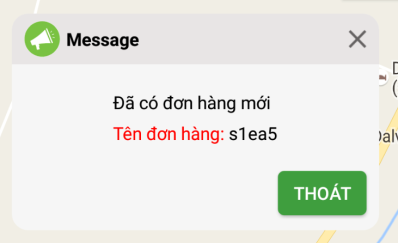 Message
Đã có đơn hàng mới
Tên đơn hàng: s1ea5
THOÁT